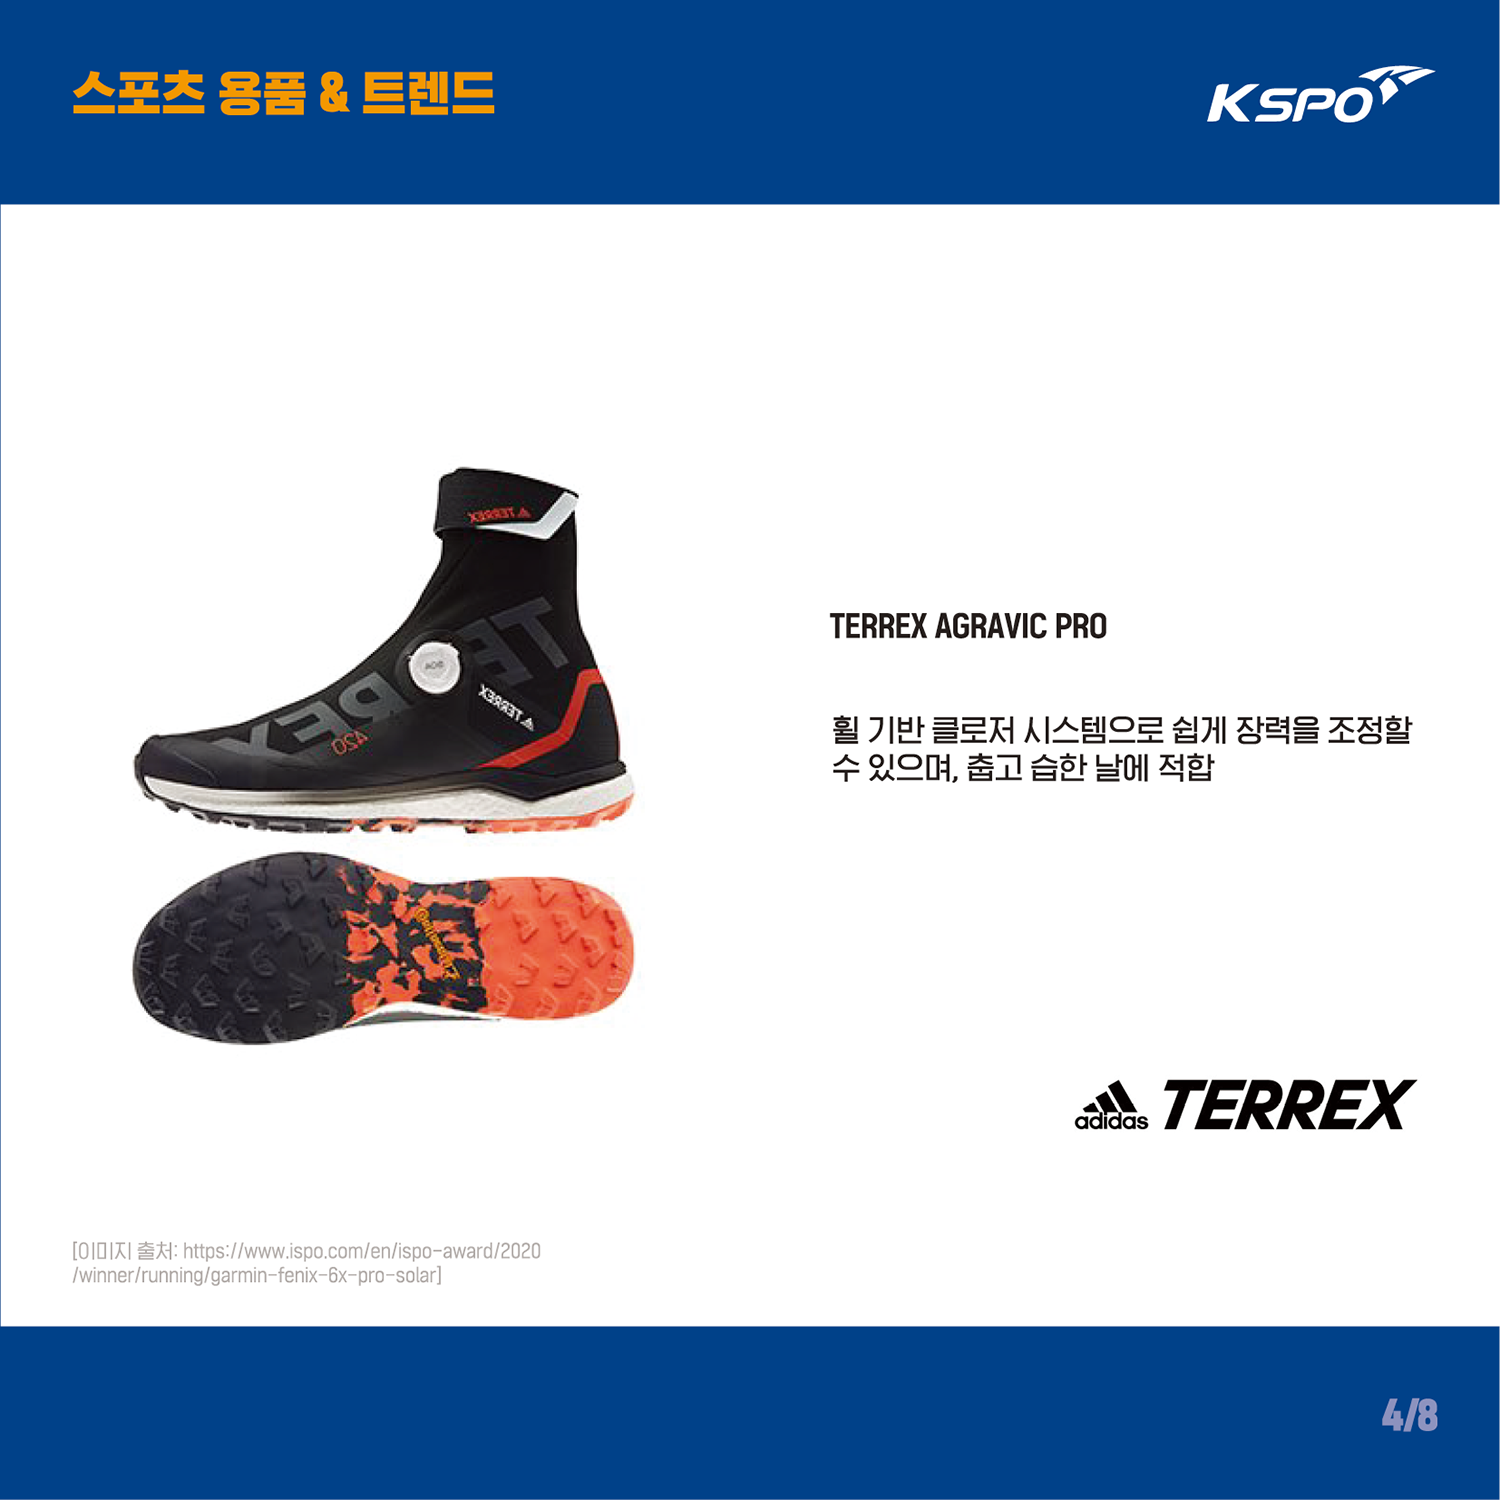 스포츠 용품 & 트렌드
KSPO
TERREX
TERREX
BOA
TERREX
420
Continental
TERREX AGRAVIC PRO
휠 기반 클로저 시스템으로 쉽게 장력을 조정할
수 있으며, 춥고 습한 날에 적합
adidas TERREX
[이미지 출처: https://www.ispo.com/en/ispo-award/2020
/winner/running/garmin-fenix-6x-pro-solar]
4/8